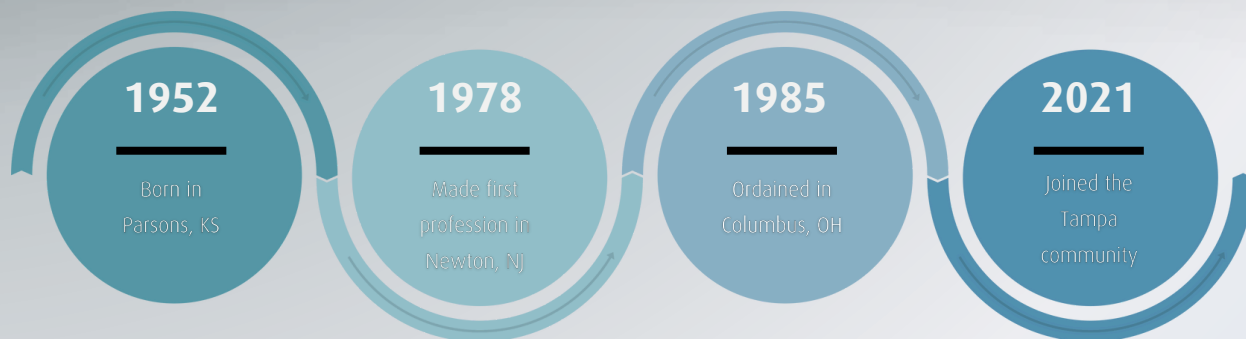 1952
Born in
Parsons, KS
1978
Made first
profession in
Newton, NJ
1985
Ordained in
Columbus, OH
2021
Joined the
Tampa
community